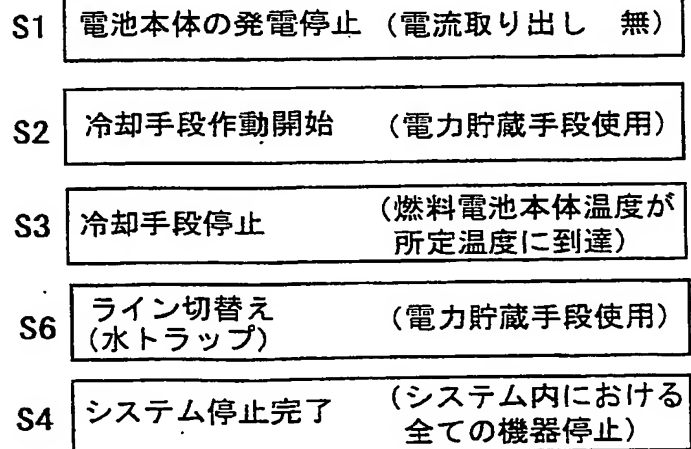 S1 電池本体の発電停止（電流取り出し　無）
S2 冷却手段作動開始　（電力貯蔵手段使用）
S3 冷却手段停止　（燃料電池本体温度が
所定温度に到達）
S6 ライン切替え　（電力貯蔵手段使用）
（水トラップ）
S4 システム停止完了　（システム内における
全ての機器停止）